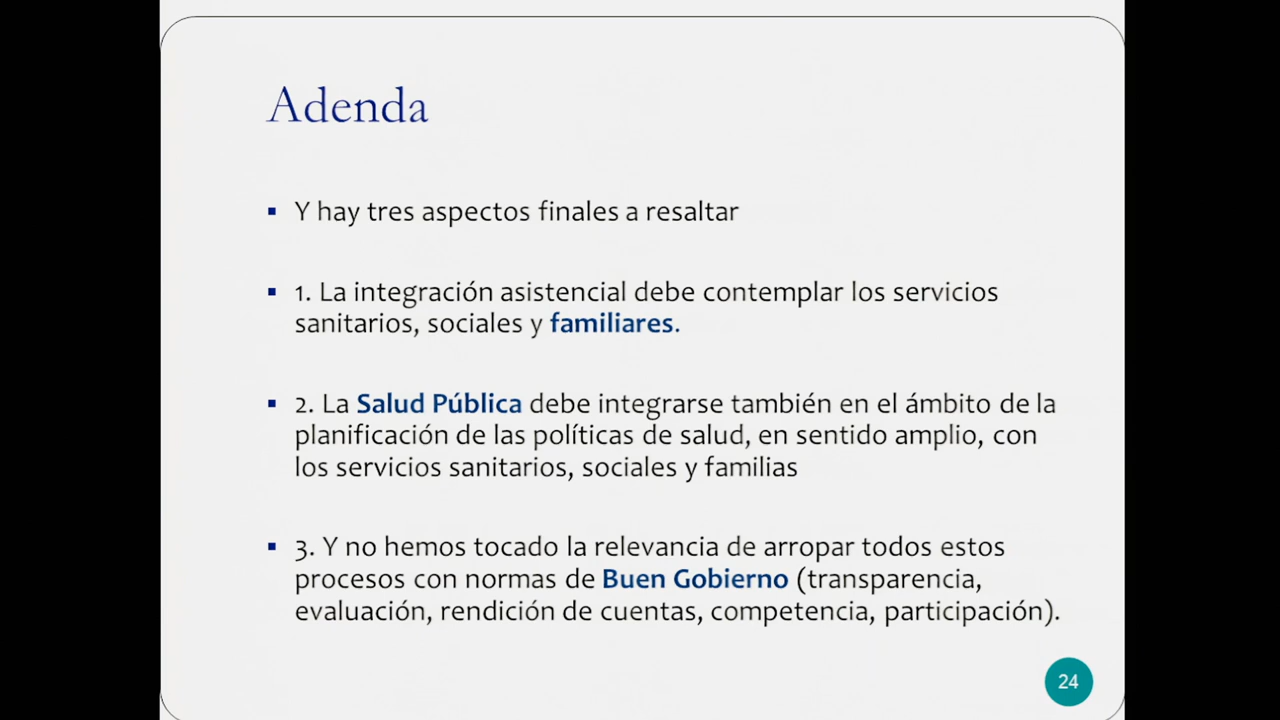 Adenda
▪ Y hay tres aspectos finales a resaltar
▪ 1. La integración asistencial debe contemplar los servicios
sanitarios, sociales y familiares.
▪ 2. La Salud Pública debe integrarse también en el ámbito de la
planificación de las políticas de salud, en sentido amplio, con
los servicios sanitarios, sociales y familias
▪ 3. Y no hemos tocado la relevancia de arropar todos estos
procesos con normas de Buen Gobierno (transparencia,
evaluación, rendición de cuentas, competencia, participación).
24